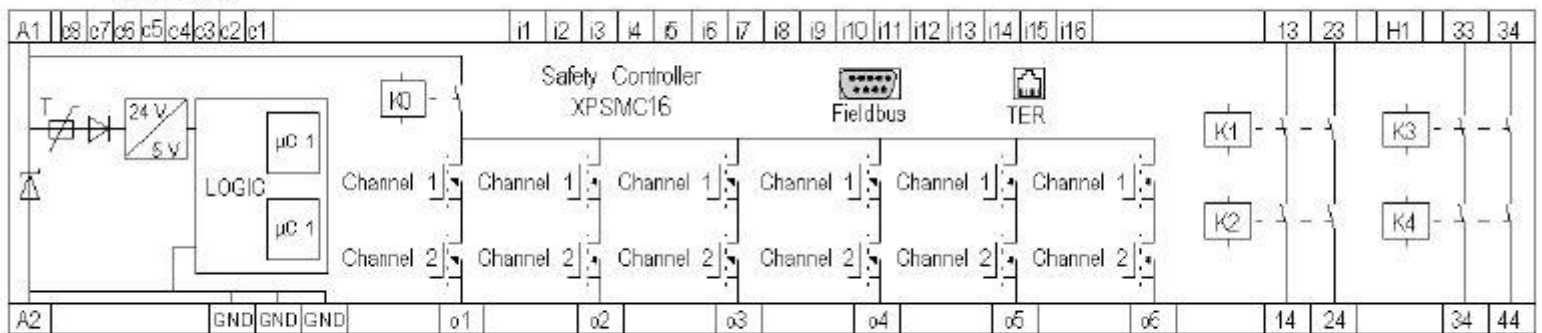 A1 c8 c7 c6 c5 c4 c3 c2 c1 i1 i2 i3 i4 i5 i6 i7 i8 i9 i10 i11 i12 i13 i14 i15 i16 13 23 H1 33 34
Safety Controller
XPSMC16
K0
Fieldbus
TER
T
24 V
5 V
LOGIC
µC 1
µC 1
K1
K3
Channel 1 Channel 1 Channel 1 Channel 1 Channel 1 Channel 1
K2
K4
Channel 2 Channel 2 Channel 2 Channel 2 Channel 2 Channel 2
A2 GND GND GND o1 o2 o3 o4 o5 o6 14 24 34 44